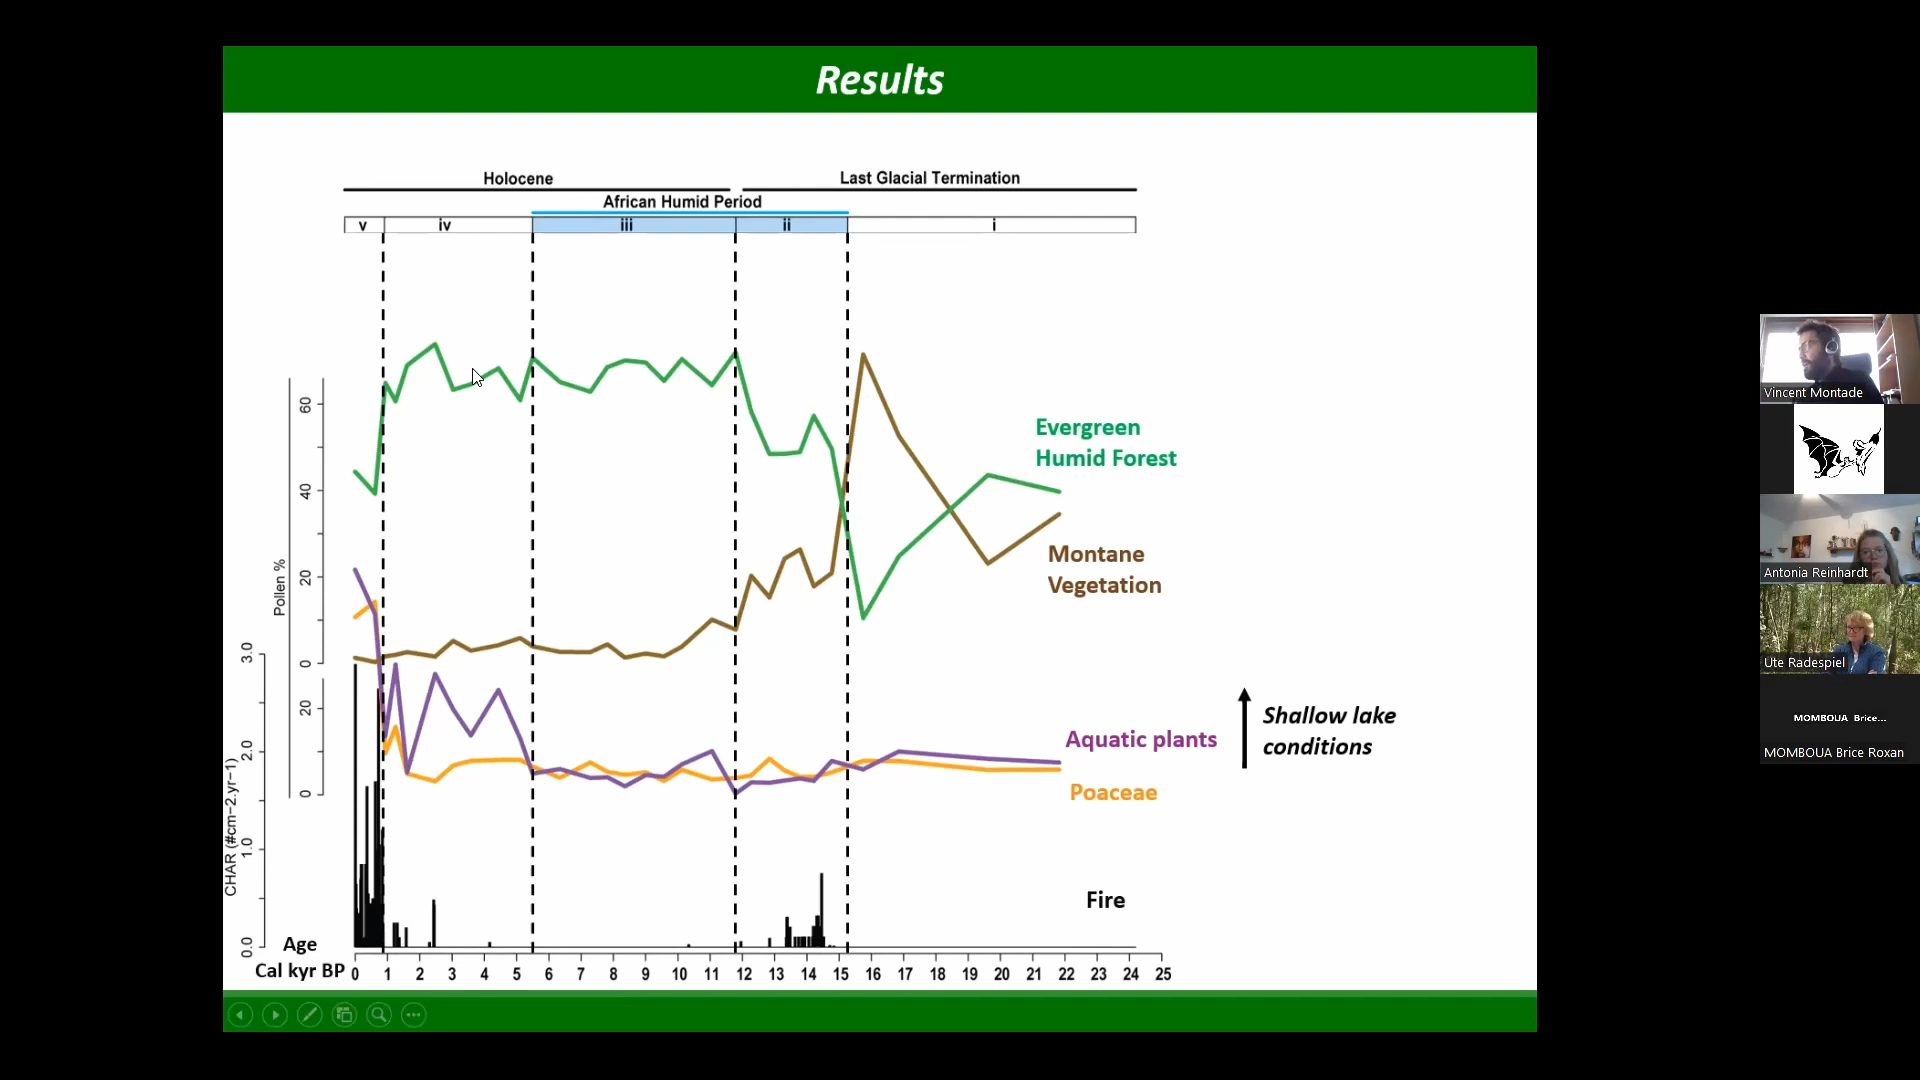 Results
Holocene
Last Glacial Termination
African Humid Period
v iv iii ii i
60
40
20
0
Pollen %
20
0
3.0
2.0
1.0
0.0
CHAR (#cm−2.yr−1)
Evergreen
Humid Forest
Montane
Vegetation
Aquatic plants
Poaceae
Shallow lake
conditions
Fire
Age
Cal kyr BP
0 1 2 3 4 5 6 7 8 9 10 11 12 13 14 15 16 17 18 19 20 21 22 23 24 25
Vincent Montade
Antonia Reinhardt
Ute Radespiel
MOMBOUA Brice...
MOMBOUA Brice Roxan